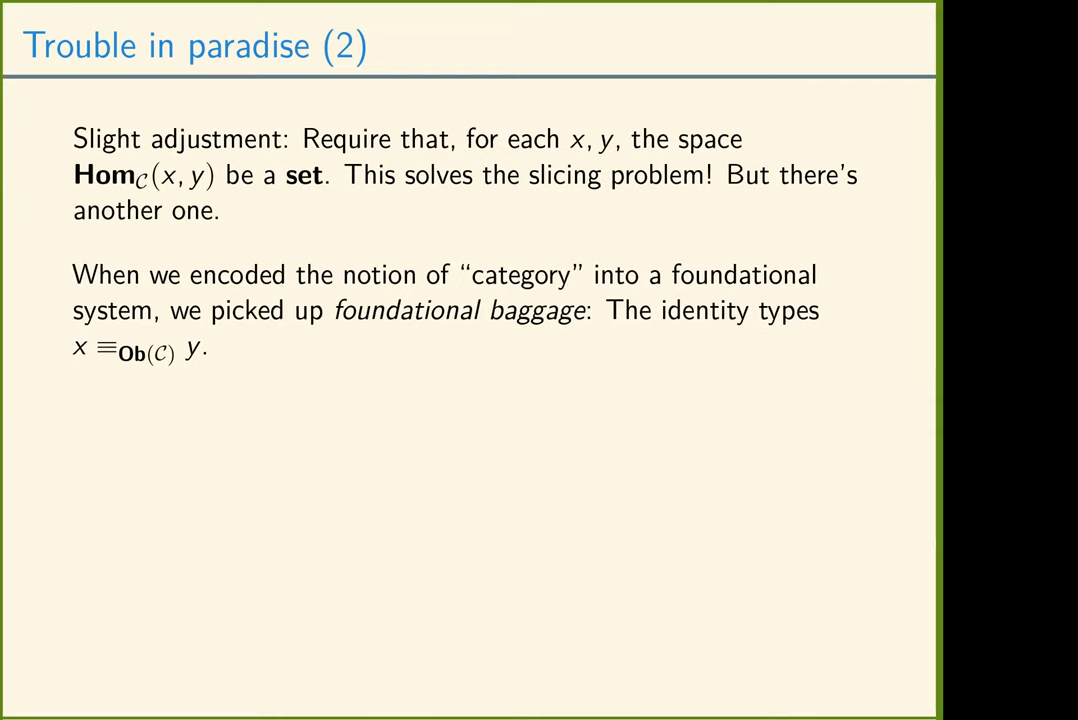 Trouble in paradise (2)
Slight adjustment: Require that, for each x, y, the space
Hom𝒞(x, y) be a set. This solves the slicing problem! But there's
another one.
When we encoded the notion of “category” into a foundational
system, we picked up foundational baggage: The identity types
x ≡Ob(𝒞) y.